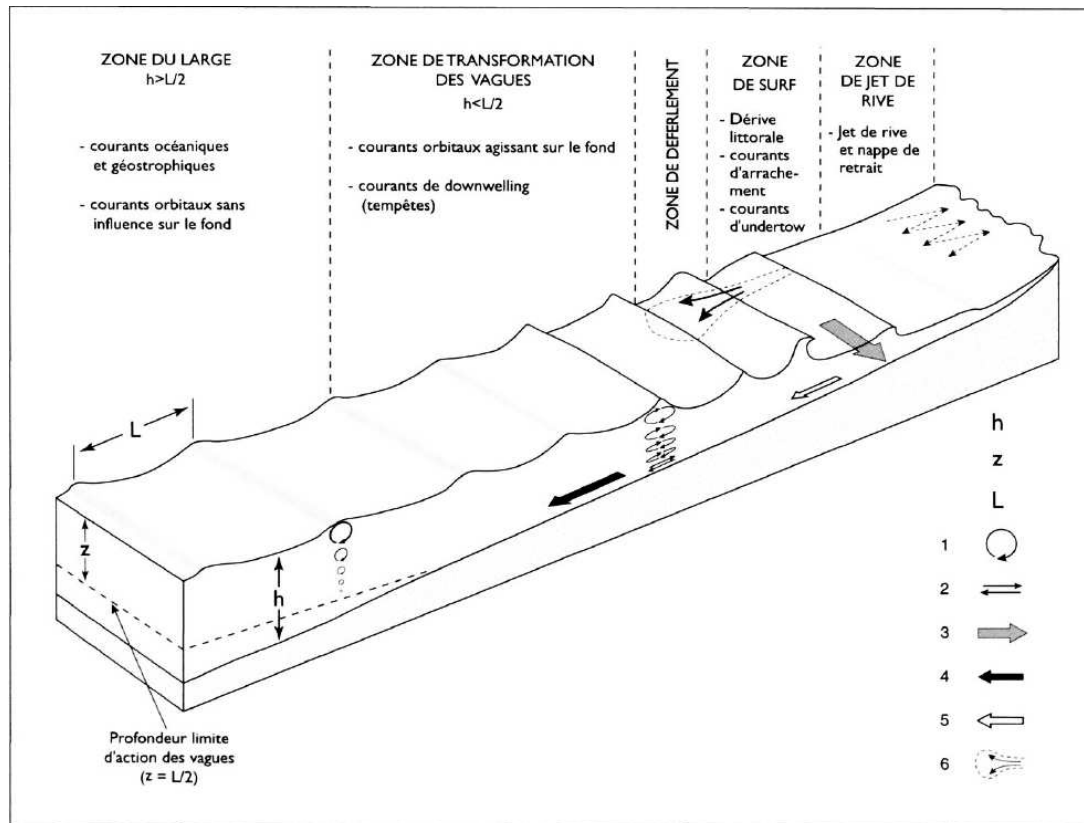 ZONE DU LARGE
h>L/2
- courants océaniques
et géostrophiques
- courants orbitaux sans
influence sur le fond
ZONE DE TRANSFORMATION
DES VAGUES
h<L/2
- courants orbitaux agissant sur le fond
- courants de downwelling
(tempêtes)
ZONE DE DEFERLEMENT
ZONE
DE SURF
- Dérive
littorale
- courants
d'arrache-
ment
- courants
d'undertow
ZONE
DE JET DE
RIVE
- Jet de rive
et nappe de
retrait
L
z
h
Profondeur limite
d'action des vagues
(z = L/2)
h
z
L
1
2
3
4
5
6